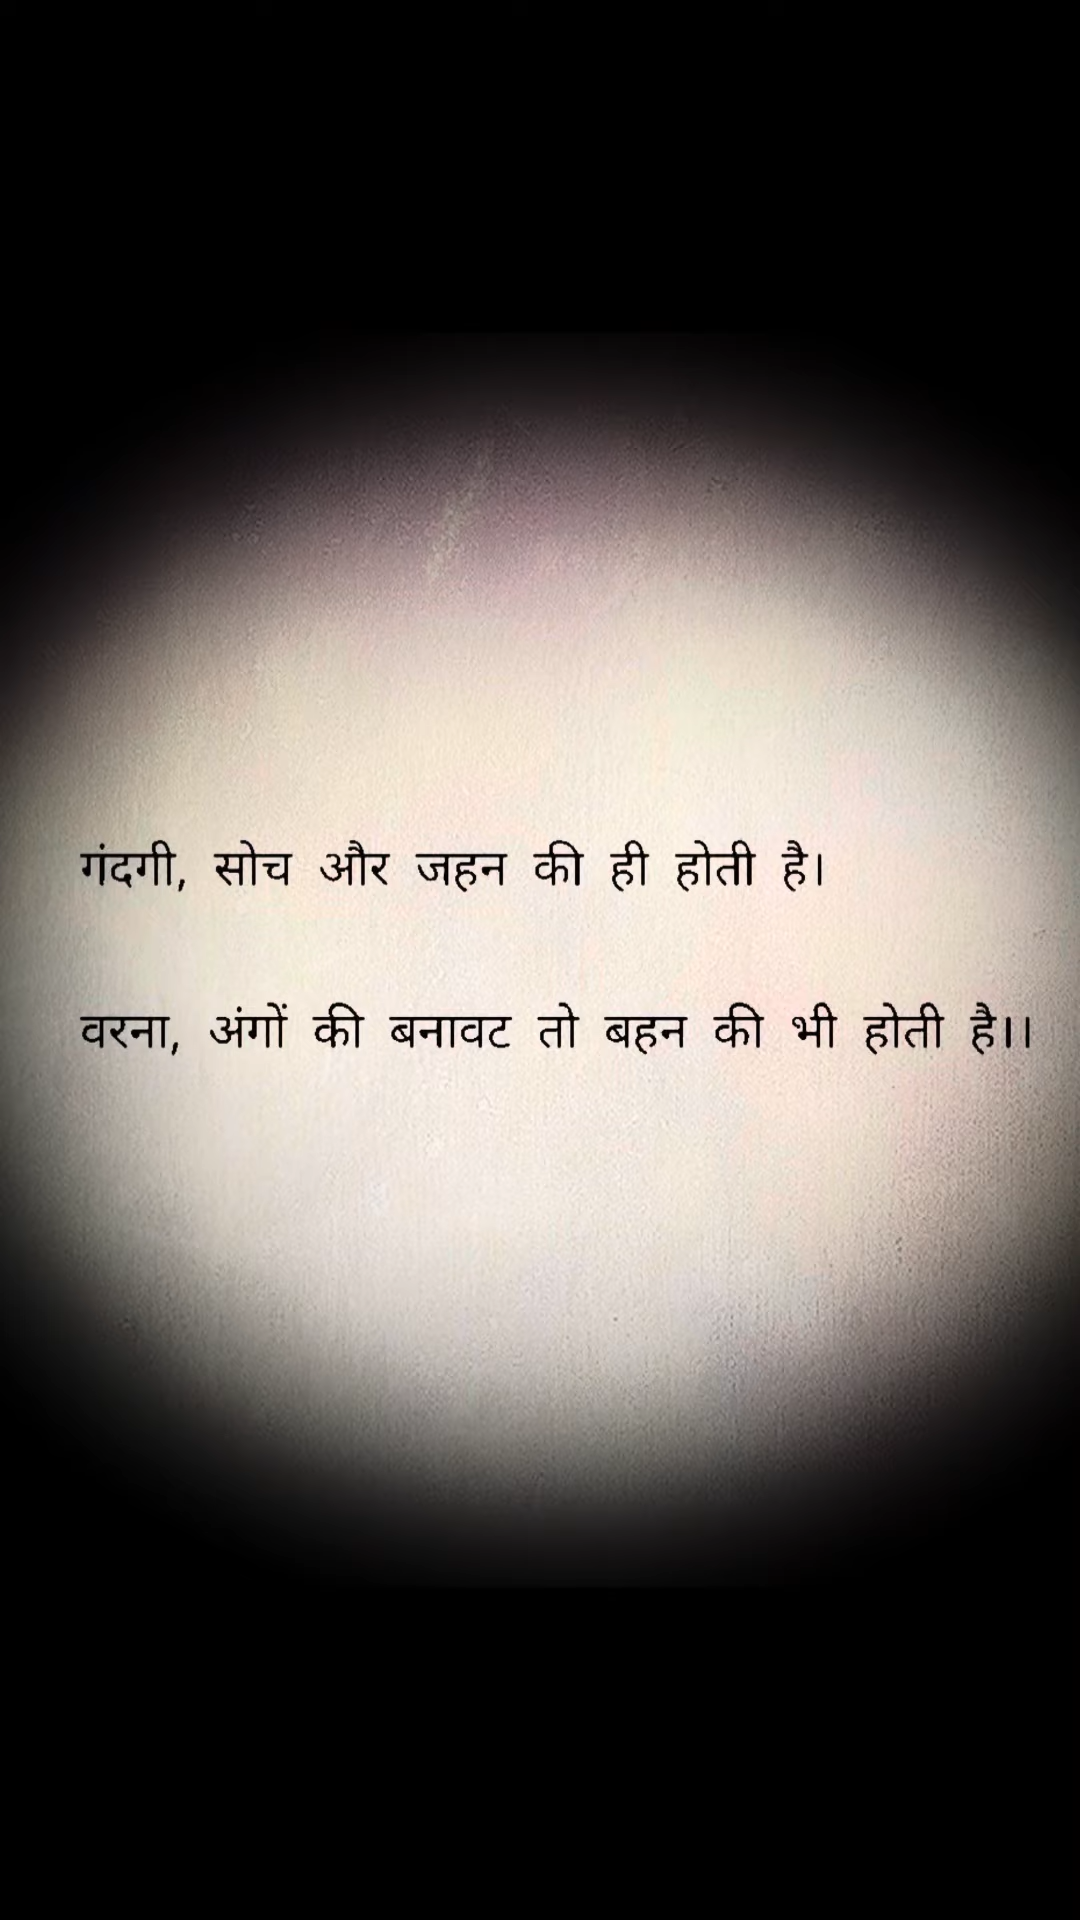 गंदगी, सोच और जहन की ही होती है।
वरना, अंगों की बनावट तो बहन की भी होती है।।